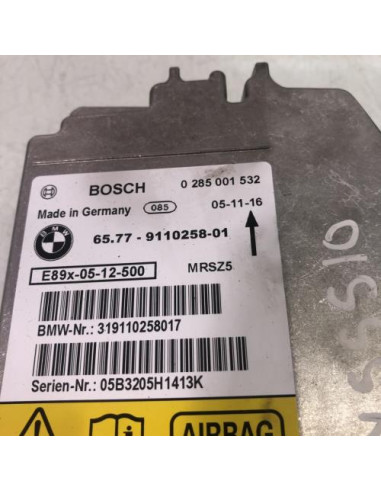 BOSCH 0 285 001 532
Made in Germany 085 05-11-16
BMW 65.77 - 9110258-01
E89x-05-12-500 MRSZ5
BMW-Nr.: 319110258017
Serien-Nr.: 05B3205H1413K
AIRBAG